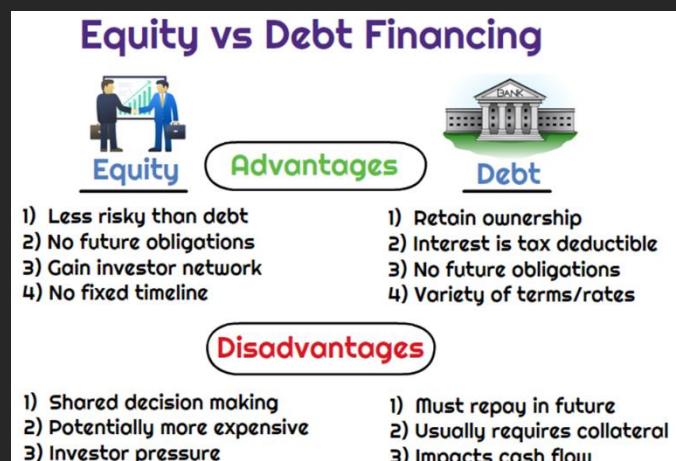 Equity vs Debt Financing
BANK
Equity
Advantages
Debt
1) Less risky than debt
2) No future obligations
3) Gain investor network
4) No fixed timeline
1) Retain ownership
2) Interest is tax deductible
3) No future obligations
4) Variety of terms/rates
Disadvantages
1) Shared decision making
2) Potentially more expensive
3) Investor pressure
1) Must repay in future
2) Usually requires collateral
3) Impacts cash flow